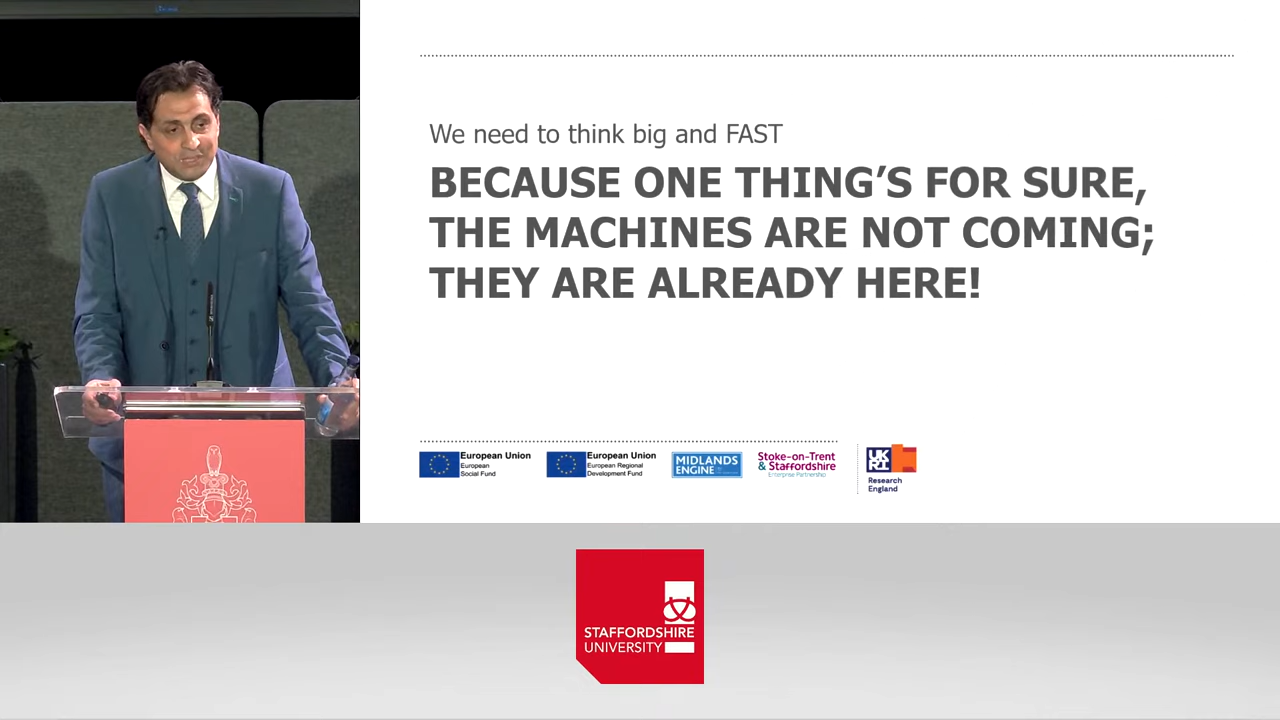 We need to think big and FAST
BECAUSE ONE THING’S FOR SURE,
THE MACHINES ARE NOT COMING;
THEY ARE ALREADY HERE!
European Union
European
Social Fund
European Union
European Regional
Development Fund
MIDLANDS
ENGINE
Stoke-on-Trent
& Staffordshire
Enterprise Partnership
UK
RI
Research
England
STAFFORDSHIRE
UNIVERSITY